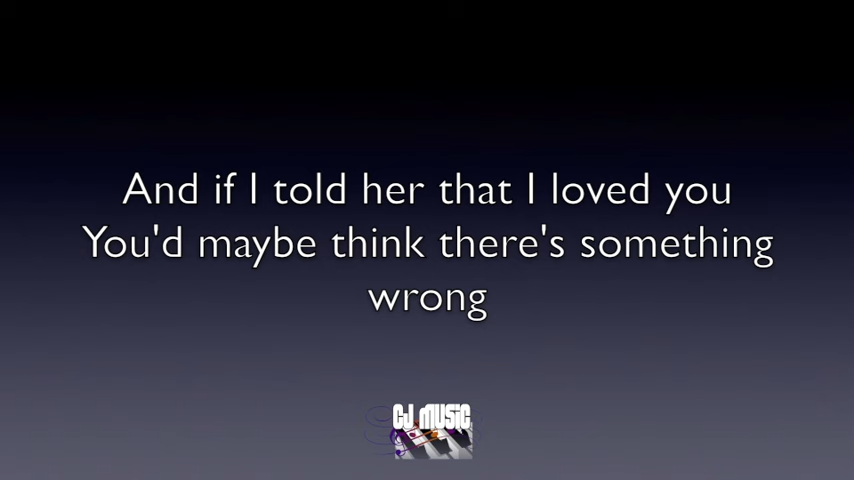 And if I told her that I loved you
You'd maybe think there's something
wrong
CJ MUSIC